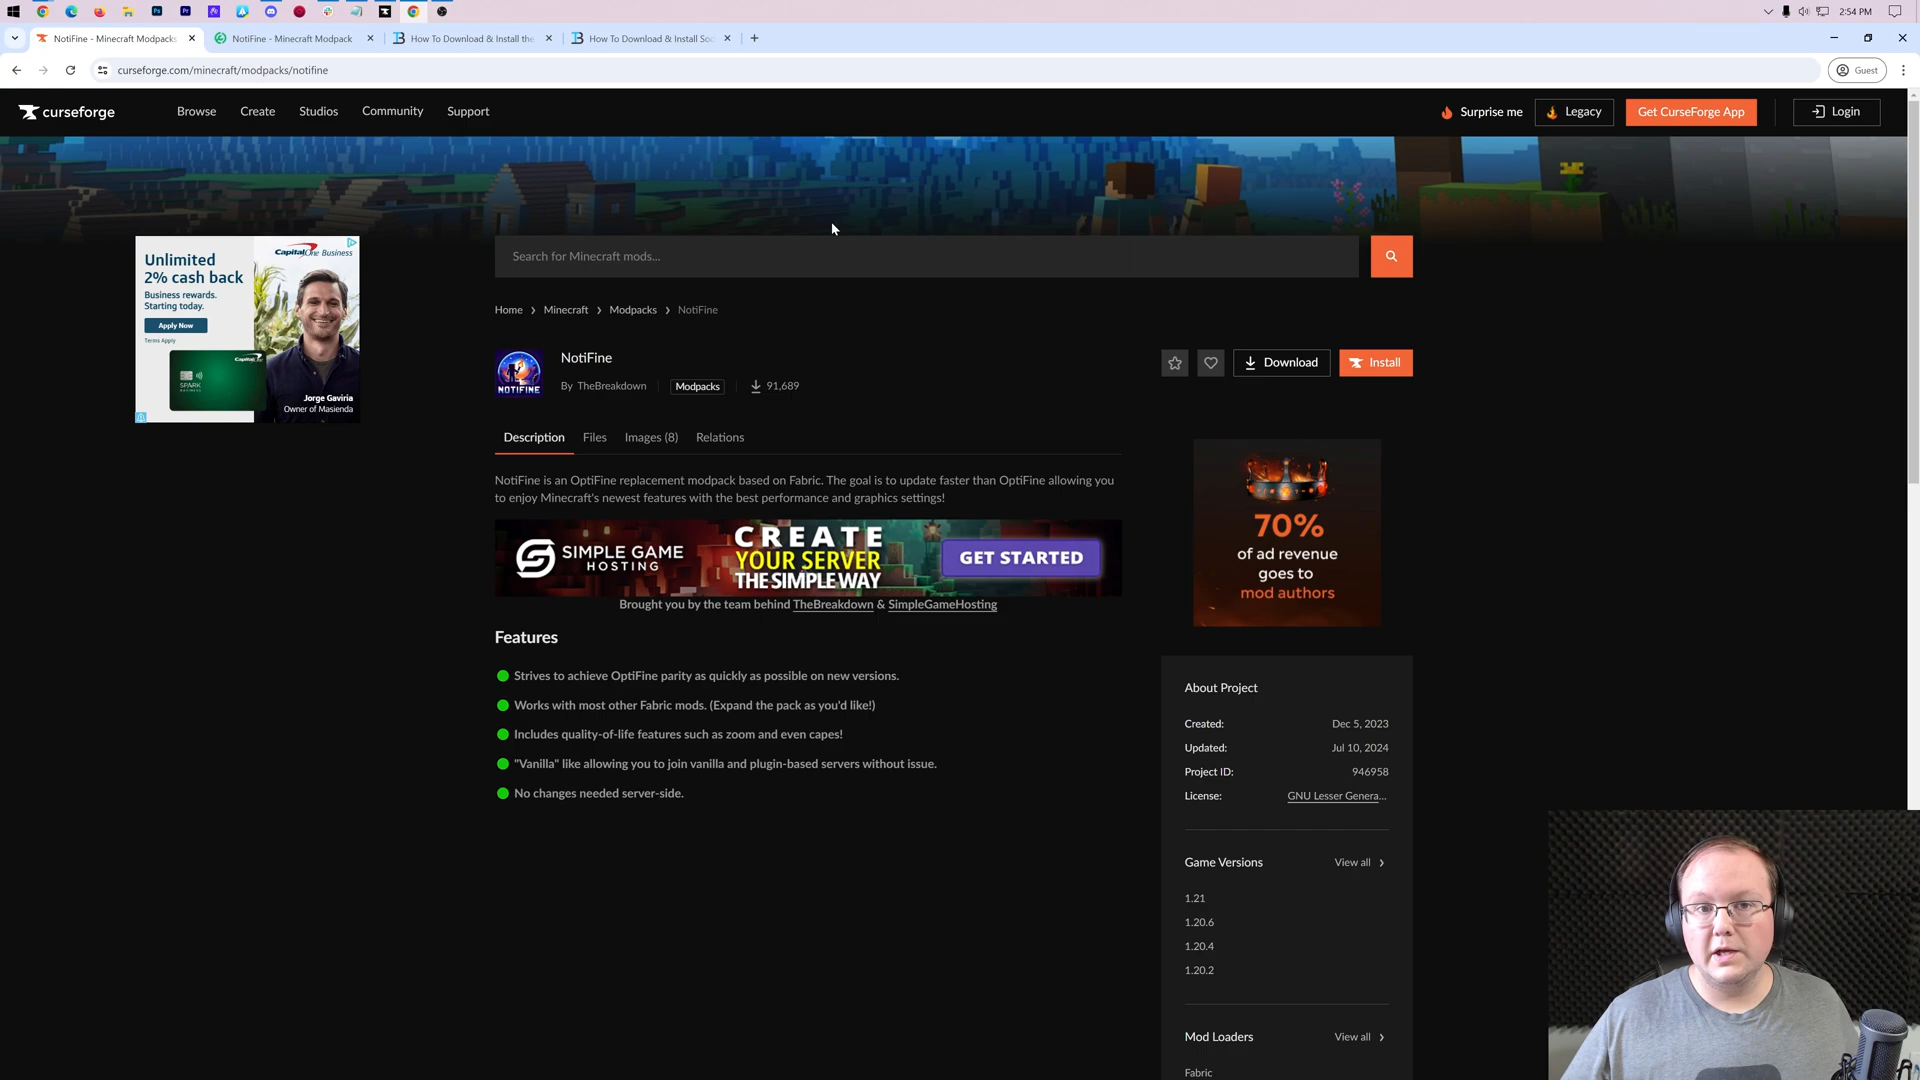 2:54 PM
NotiFine - Minecraft Modpacks
NotiFine - Minecraft Modpack
How To Download & Install the
How To Download & Install So
curseforge.com/minecraft/modpacks/notifine
Guest
curseforge
Browse
Create
Studios
Community
Support
Surprise me
Legacy
Get CurseForge App
Login
Search for Minecraft mods...
Unlimited
2% cash back
Business rewards.
Starting today.
Apply Now
Terms Apply
Capital One Business
Capital One
SPARK
BUSINESS
Jorge Gaviria
Owner of Masienda
Home > Minecraft > Modpacks > NotiFine
NOTIFINE
NotiFine
By TheBreakdown
Modpacks
91,689
Download
Install
Description
Files
Images (8)
Relations
NotiFine is an OptiFine replacement modpack based on Fabric. The goal is to update faster than OptiFine allowing you
to enjoy Minecraft's newest features with the best performance and graphics settings!
SIMPLE GAME
HOSTING
CREATE
YOUR SERVER
THE SIMPLE WAY
GET STARTED
Brought you by the team behind TheBreakdown & SimpleGameHosting
Features
Strives to achieve OptiFine parity as quickly as possible on new versions.
Works with most other Fabric mods. (Expand the pack as you'd like!)
Includes quality-of-life features such as zoom and even capes!
"Vanilla" like allowing you to join vanilla and plugin-based servers without issue.
No changes needed server-side.
70%
of ad revenue
goes to
mod authors
About Project
Created: Dec 5, 2023
Updated: Jul 10, 2024
Project ID: 946958
License: GNU Lesser Genera...
Game Versions
View all >
1.21
1.20.6
1.20.4
1.20.2
Mod Loaders
View all >
Fabric